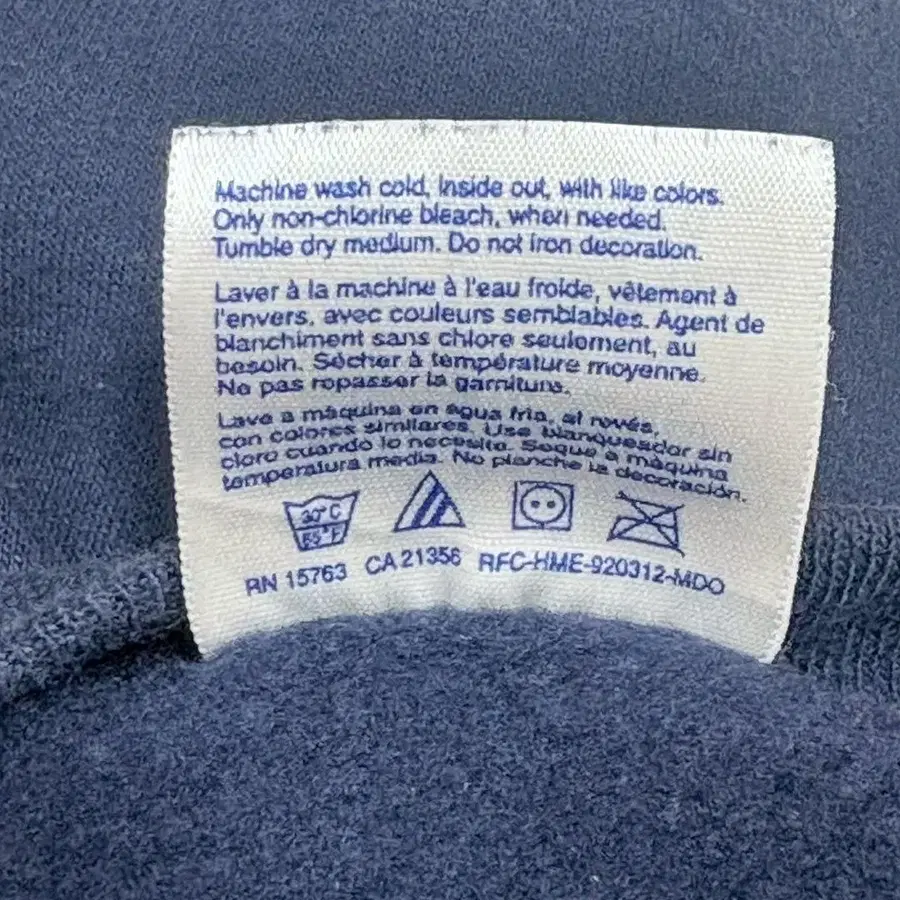 Machine wash cold, inside out, with like colors.
Only non-chlorine bleach, when needed.
Tumble dry medium. Do not iron decoration.
Laver à la machine à l'eau froide, vêtement à
l'envers, avec couleurs semblables. Agent de
blanchiment sans chlore seulement, au
besoin. Sécher à température moyenne.
Ne pas repasser la garniture.
Lave a máquina en agua fría, al revés,
con colores similares. Use blanqueador sin
cloro cuando lo necesite. Seque a máquina
temperatura media. No planche la decoración.
30°C
85°F
RN 15763 CA 21356 RFC-HME-920312-MDO